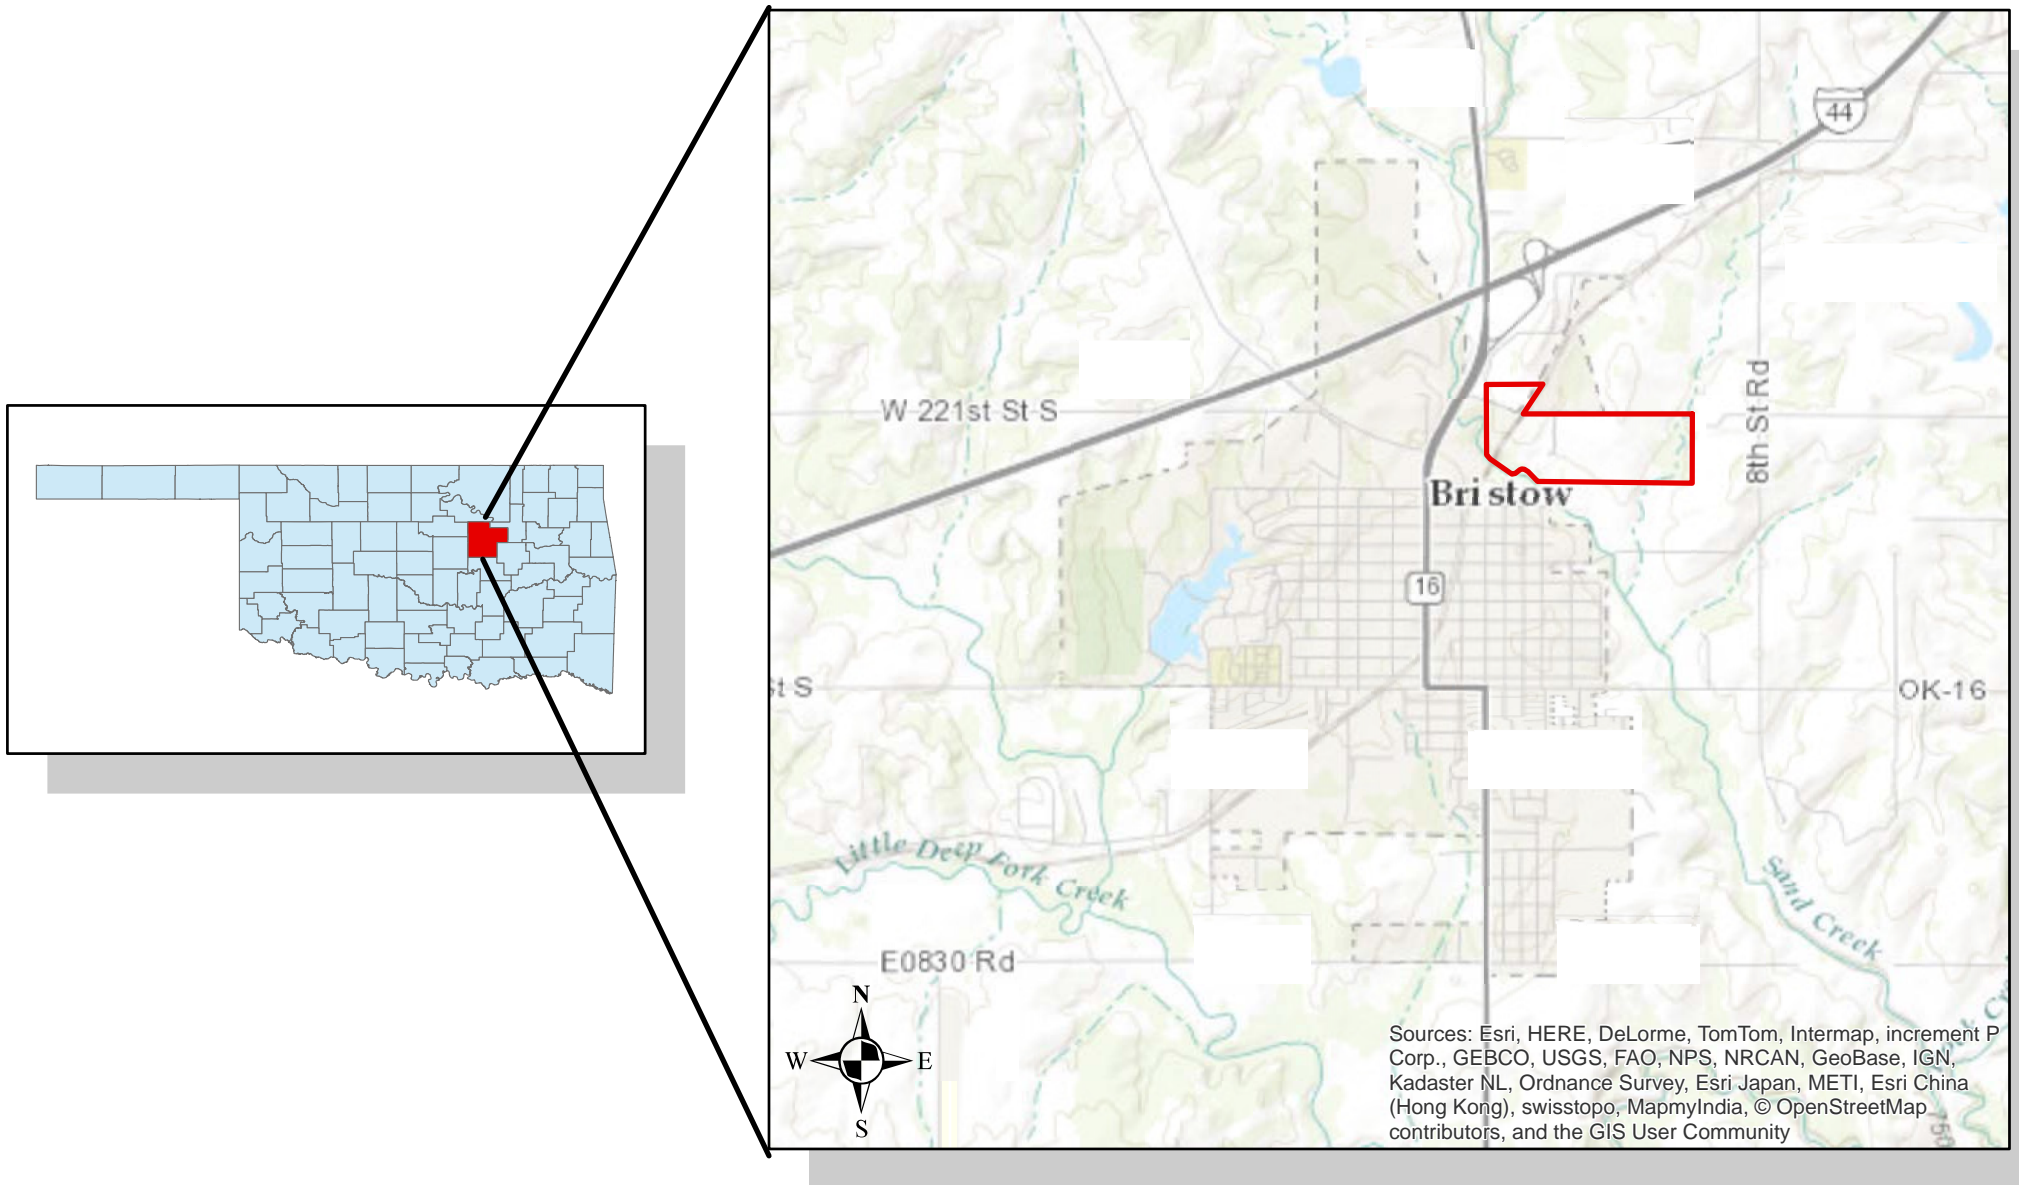 44
W 221st St S
8th St Rd
Bristow
16
St S
OK-16
Little Deep Fork Creek
Sand Creek
E0830 Rd
N
W
E
S
Sources: Esri, HERE, DeLorme, TomTom, Intermap, increment P
Corp., GEBCO, USGS, FAO, NPS, NRCAN, GeoBase, IGN,
Kadaster NL, Ordnance Survey, Esri Japan, METI, Esri China
(Hong Kong), swisstopo, MapmyIndia, © OpenStreetMap
contributors, and the GIS User Community